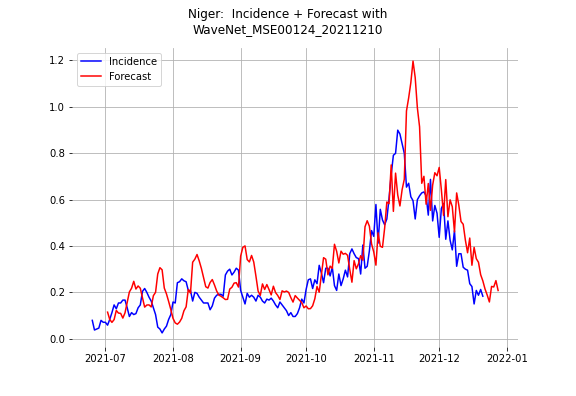 Niger:  Incidence + Forecast with
WaveNet_MSE00124_20211210
Incidence
Forecast
1.2
1.0
0.8
0.6
0.4
0.2
0.0
2021-07 2021-08 2021-09 2021-10 2021-11 2021-12 2022-01